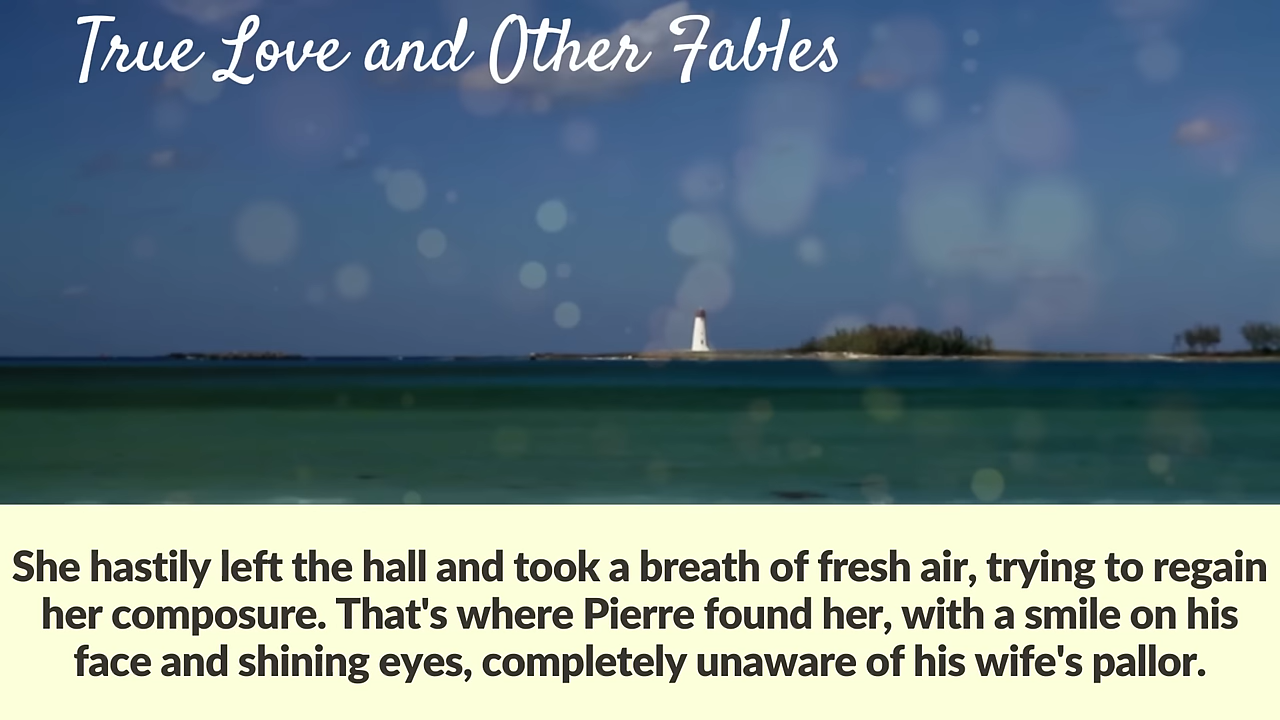 True Love and Other Fables
She hastily left the hall and took a breath of fresh air, trying to regain
her composure. That's where Pierre found her, with a smile on his
face and shining eyes, completely unaware of his wife's pallor.